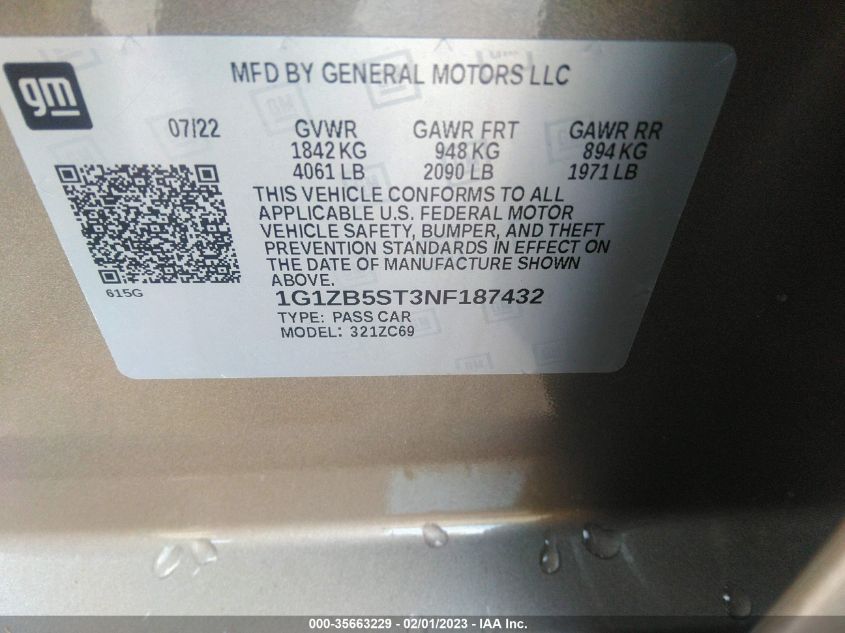 gm
MFD BY GENERAL MOTORS LLC
07/22 GVWR GAWR FRT GAWR RR
1842 KG 948 KG 894 KG
4061 LB 2090 LB 1971 LB
THIS VEHICLE CONFORMS TO ALL
APPLICABLE U.S. FEDERAL MOTOR
VEHICLE SAFETY, BUMPER, AND THEFT
PREVENTION STANDARDS IN EFFECT ON
THE DATE OF MANUFACTURE SHOWN
ABOVE.
615G
1G1ZB5ST3NF187432
TYPE: PASS CAR
MODEL: 321ZC69
000-35663229 - 02/01/2023 - IAA Inc.